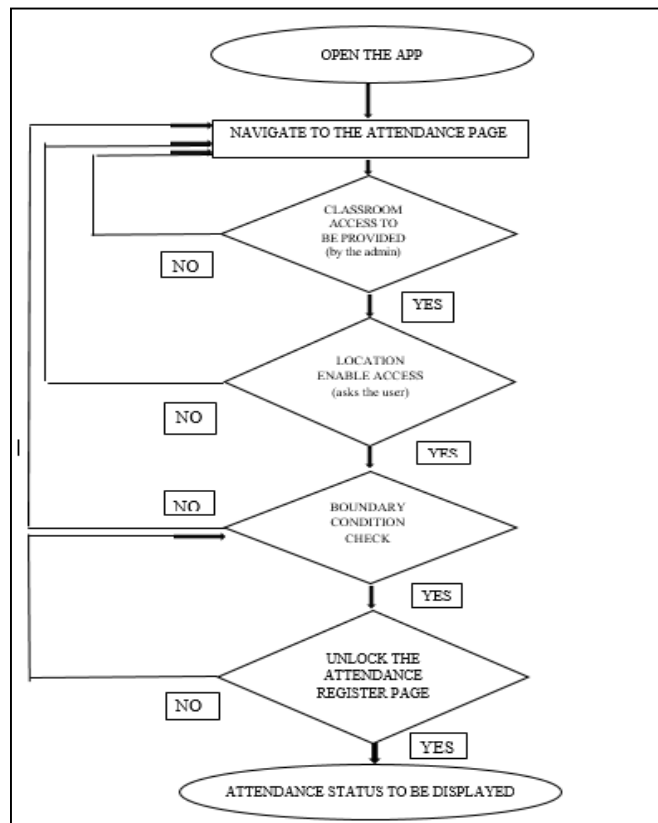 OPEN THE APP
NAVIGATE TO THE ATTENDANCE PAGE
CLASSROOM
ACCESS TO
BE PROVIDED
(by the admin)
NO
YES
LOCATION
ENABLE ACCESS
(asks the user)
NO
YES
NO
BOUNDARY
CONDITION
CHECK
YES
UNLOCK THE
ATTENDANCE
REGISTER PAGE
NO
YES
ATTENDANCE STATUS TO BE DISPLAYED